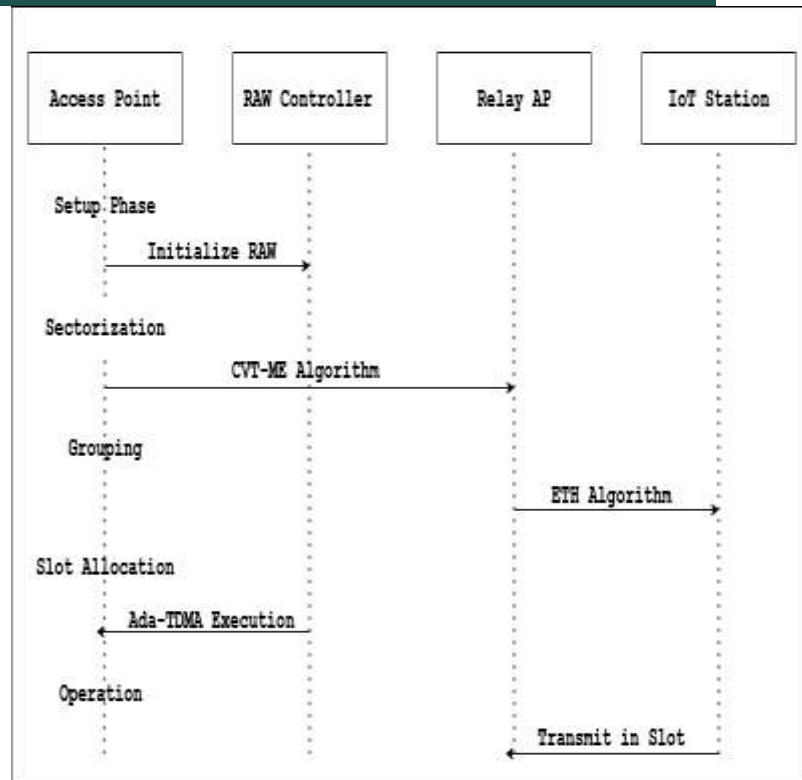 Access Point
RAW Controller
Relay AP
IoT Station
Setup Phase
Initialize RAW
Sectorization
CVT-ME Algorithm
Grouping
ETH Algorithm
Slot Allocation
Ada-TDMA Execution
Operation
Transmit in Slot